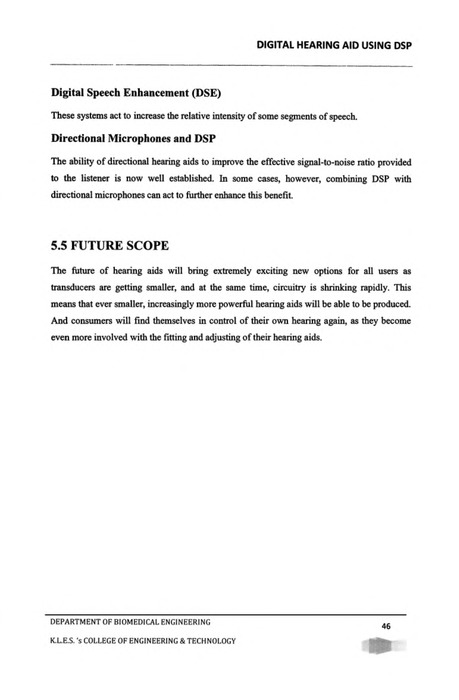 DIGITAL HEARING AID USING DSP
Digital Speech Enhancement (DSE)
These systems act to increase the relative intensity of some segments of speech.
Directional Microphones and DSP
The ability of directional hearing aids to improve the effective signal-to-noise ratio provided
to the listener is now well established. In some cases, however, combining DSP with
directional microphones can act to further enhance this benefit.
5.5 FUTURE SCOPE
The future of hearing aids will bring extremely exciting new options for all users as
transducers are getting smaller, and at the same time, circuitry is shrinking rapidly. This
means that ever smaller, increasingly more powerful hearing aids will be able to be produced.
And consumers will find themselves in control of their own hearing again, as they become
even more involved with the fitting and adjusting of their hearing aids.
DEPARTMENT OF BIOMEDICAL ENGINEERING
46
K.L.E.S. 's COLLEGE OF ENGINEERING & TECHNOLOGY